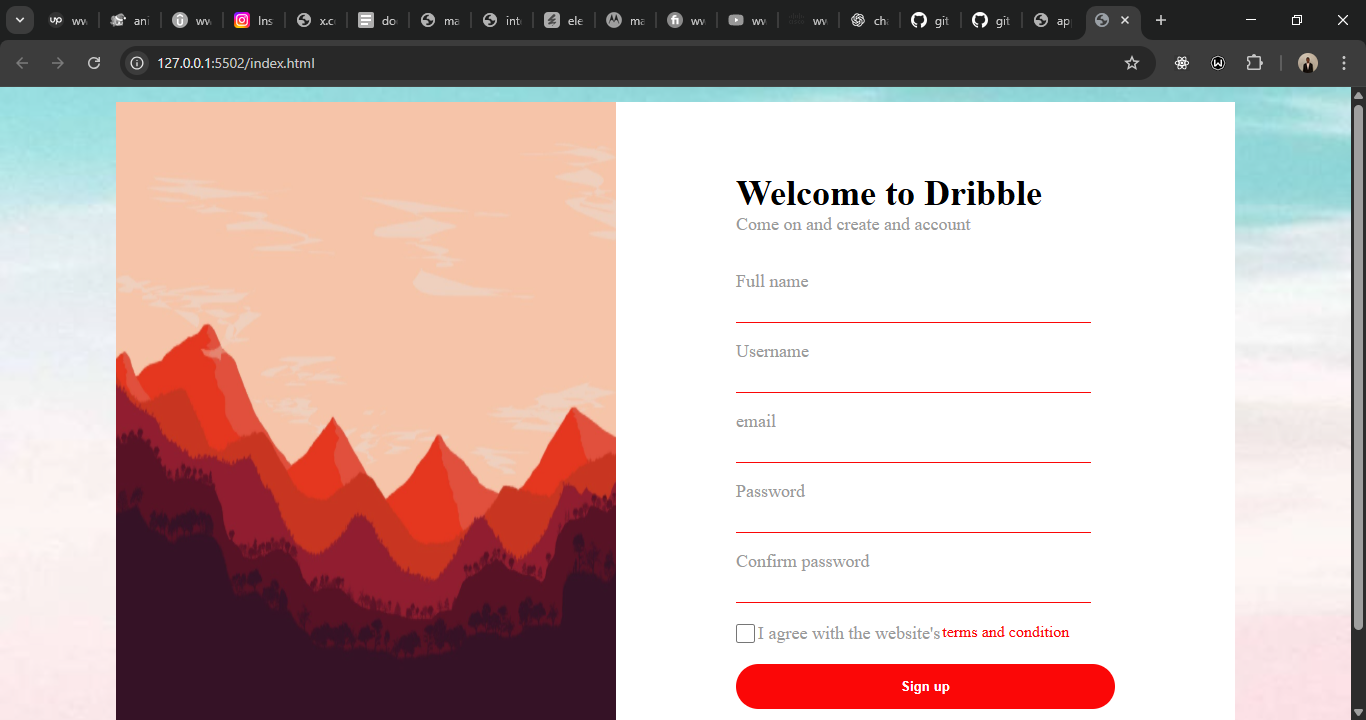 up ww
ani
ww
Ins
x.c
do
ma
int
ele
ma
ww
ww
ww
cha
git
git
ap
127.0.0.1:5502/index.html
Welcome to Dribble
Come on and create and account
Full name
Username
email
Password
Confirm password
I agree with the website's terms and condition
Sign up